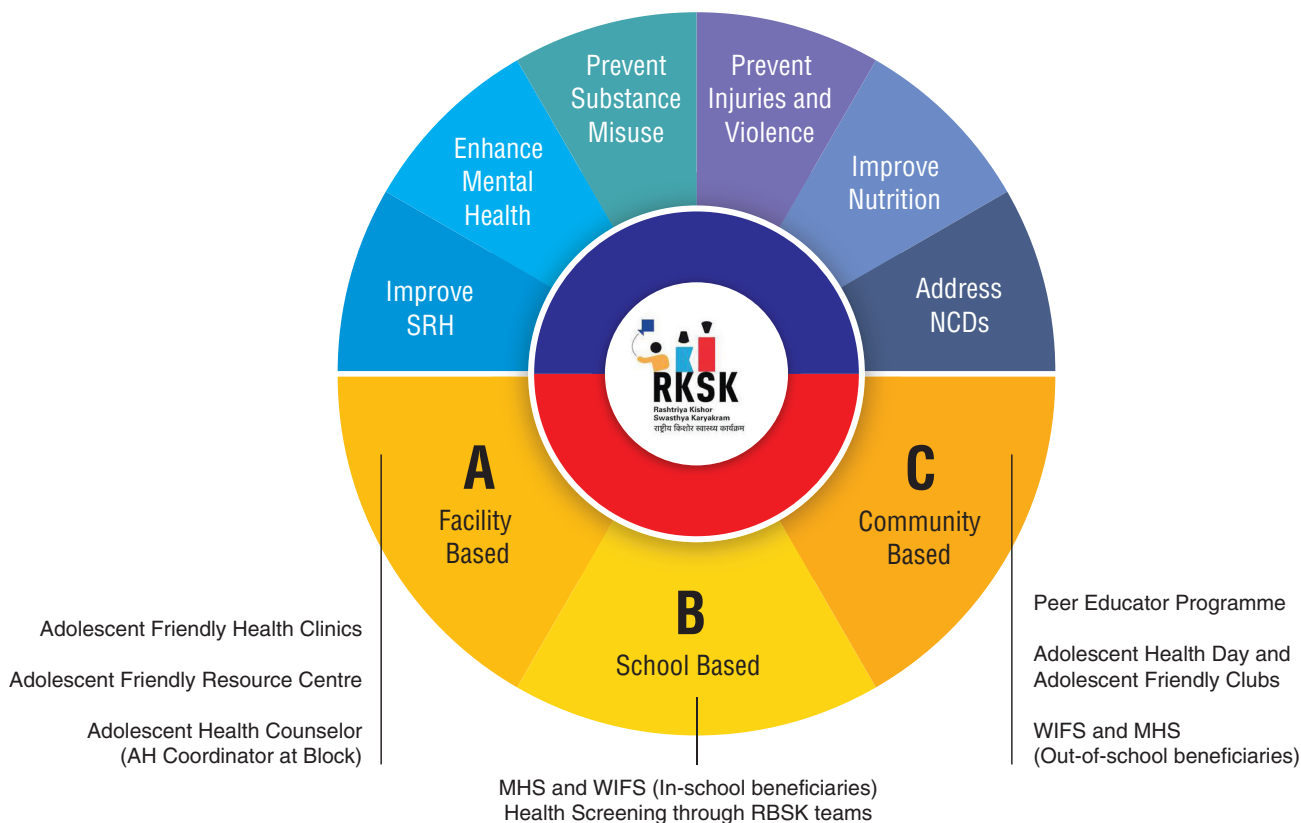 Prevent
Substance
Misuse
Prevent
Injuries and
Violence
Enhance
Mental
Health
Improve
Nutrition
Improve
SRH
Address
NCDs
RKSK
Rashtriya Kishor
Swasthya Karyakram
राष्ट्रीय किशोर स्वास्थ्य कार्यक्रम
A
Facility
Based
B
School Based
C
Community
Based
Adolescent Friendly Health Clinics
Adolescent Friendly Resource Centre
Adolescent Health Counselor
(AH Coordinator at Block)
MHS and WIFS (In-school beneficiaries)
Health Screening through RBSK teams
Peer Educator Programme
Adolescent Health Day and
Adolescent Friendly Clubs
WIFS and MHS
(Out-of-school beneficiaries)